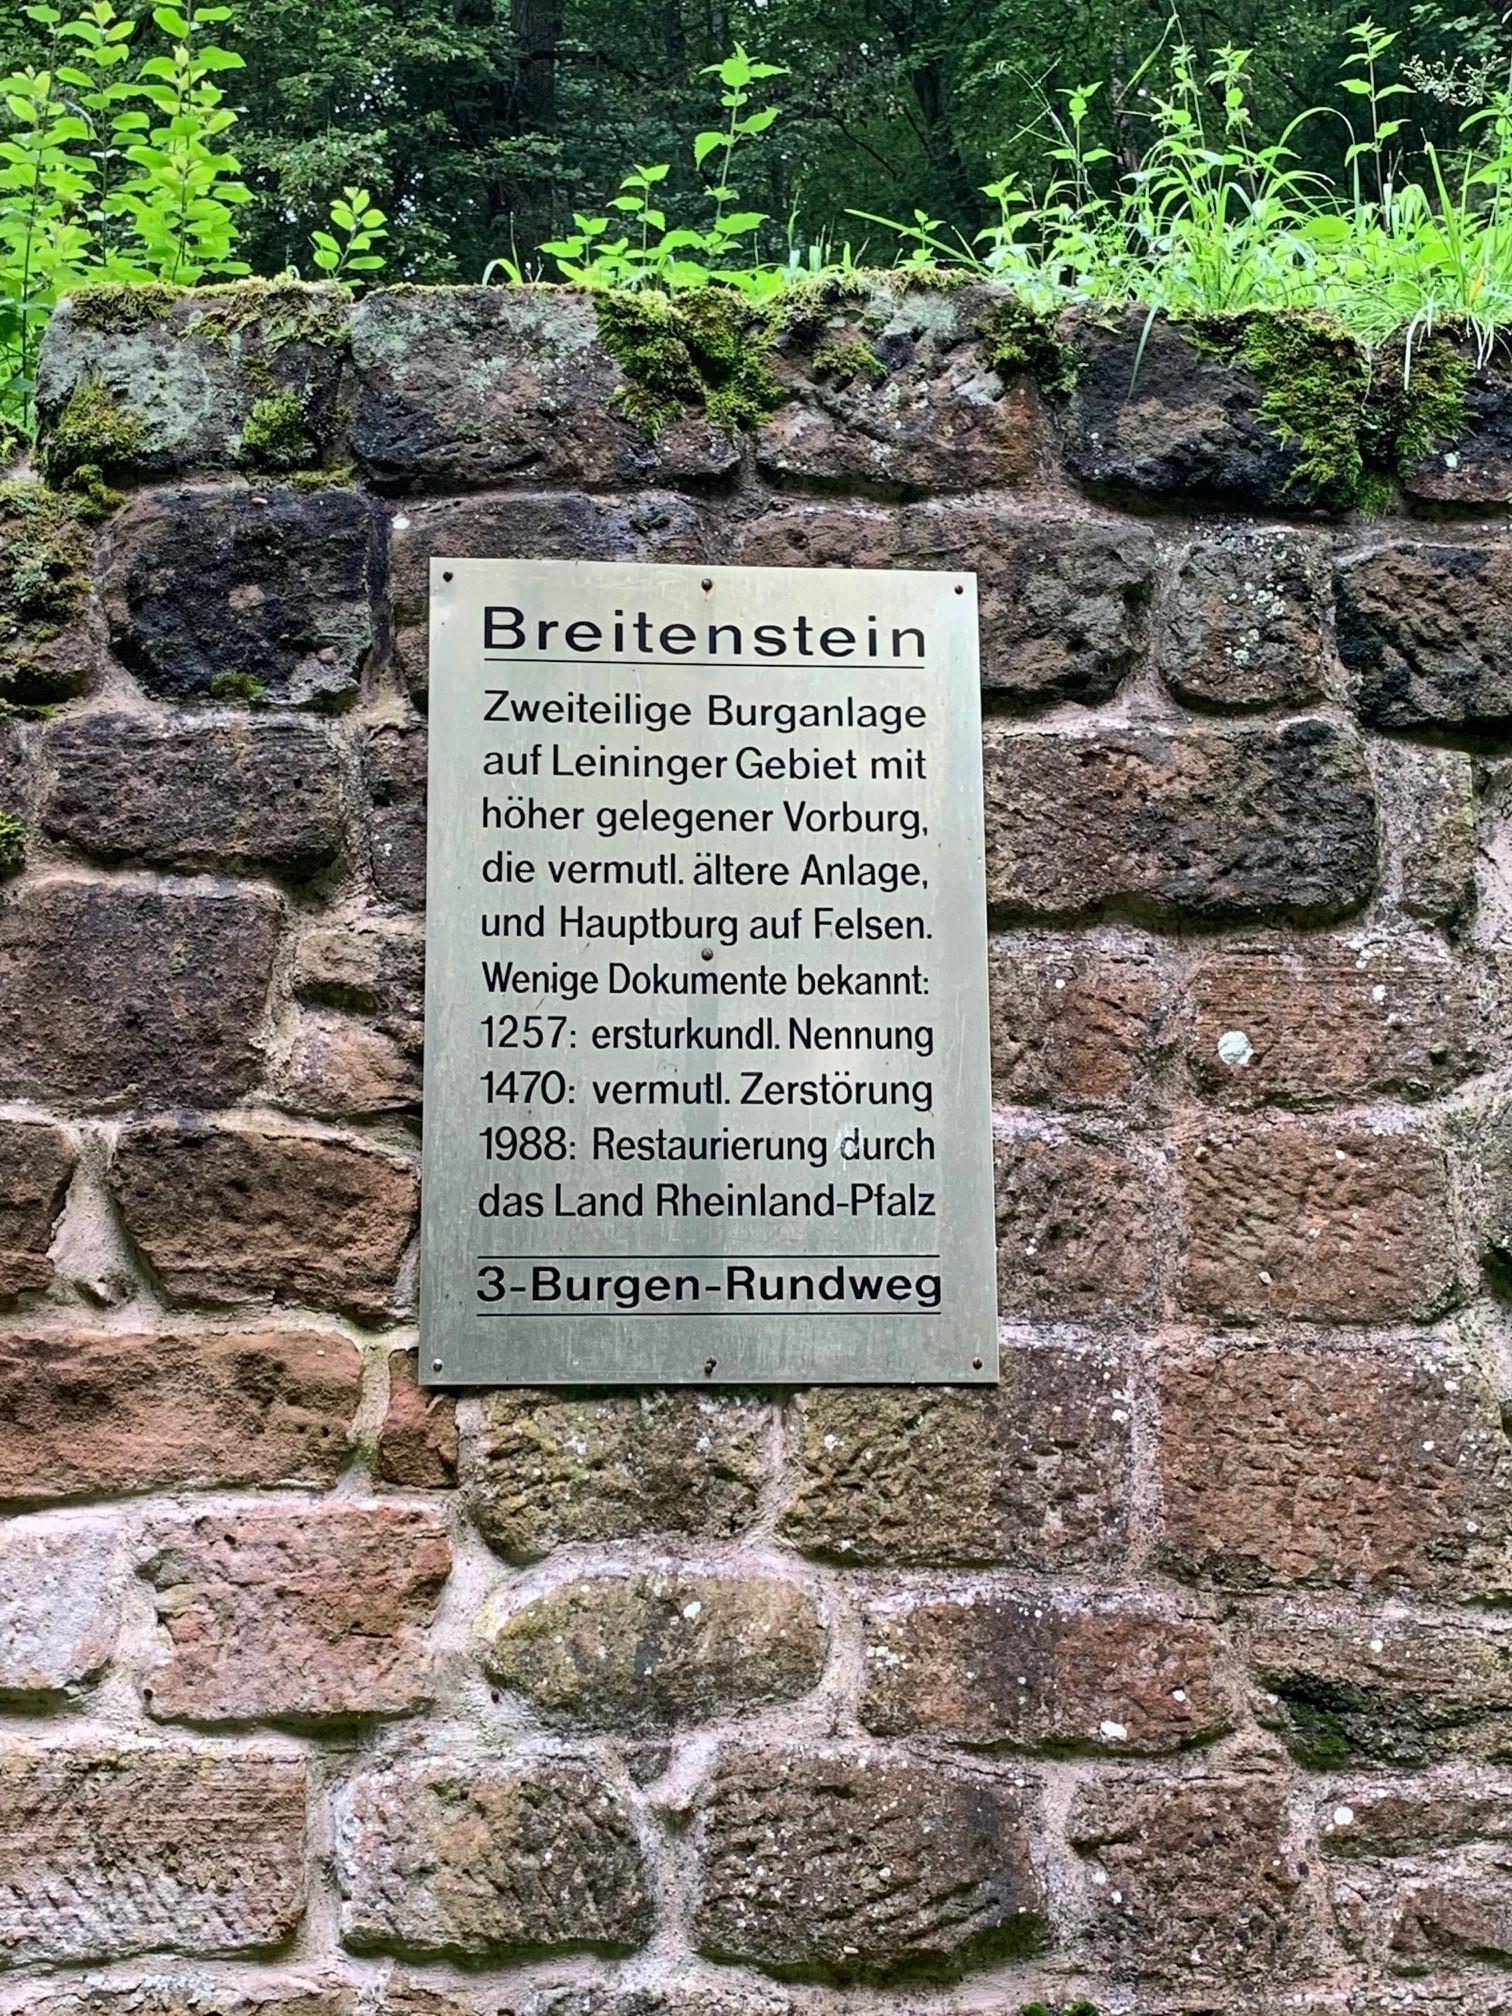 Breitenstein
Zweiteilige Burganlage
auf Leininger Gebiet mit
höher gelegener Vorburg,
die vermutl. ältere Anlage,
und Hauptburg auf Felsen.
Wenige Dokumente bekannt:
1257: ersturkundl. Nennung
1470: vermutl. Zerstörung
1988: Restaurierung durch
das Land Rheinland-Pfalz
3-Burgen-Rundweg